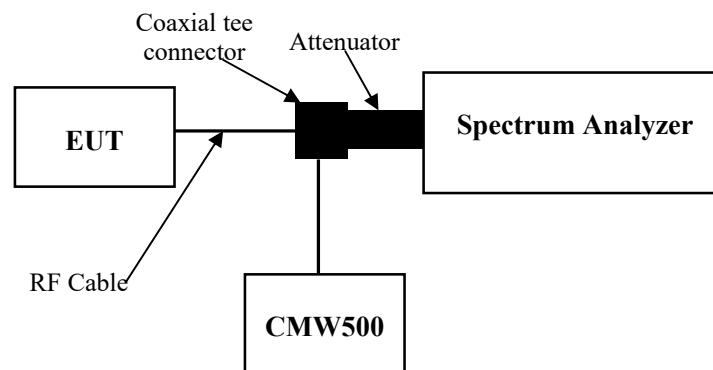 Coaxial tee
connector
Attenuator
EUT
Spectrum Analyzer
RF Cable
CMW500